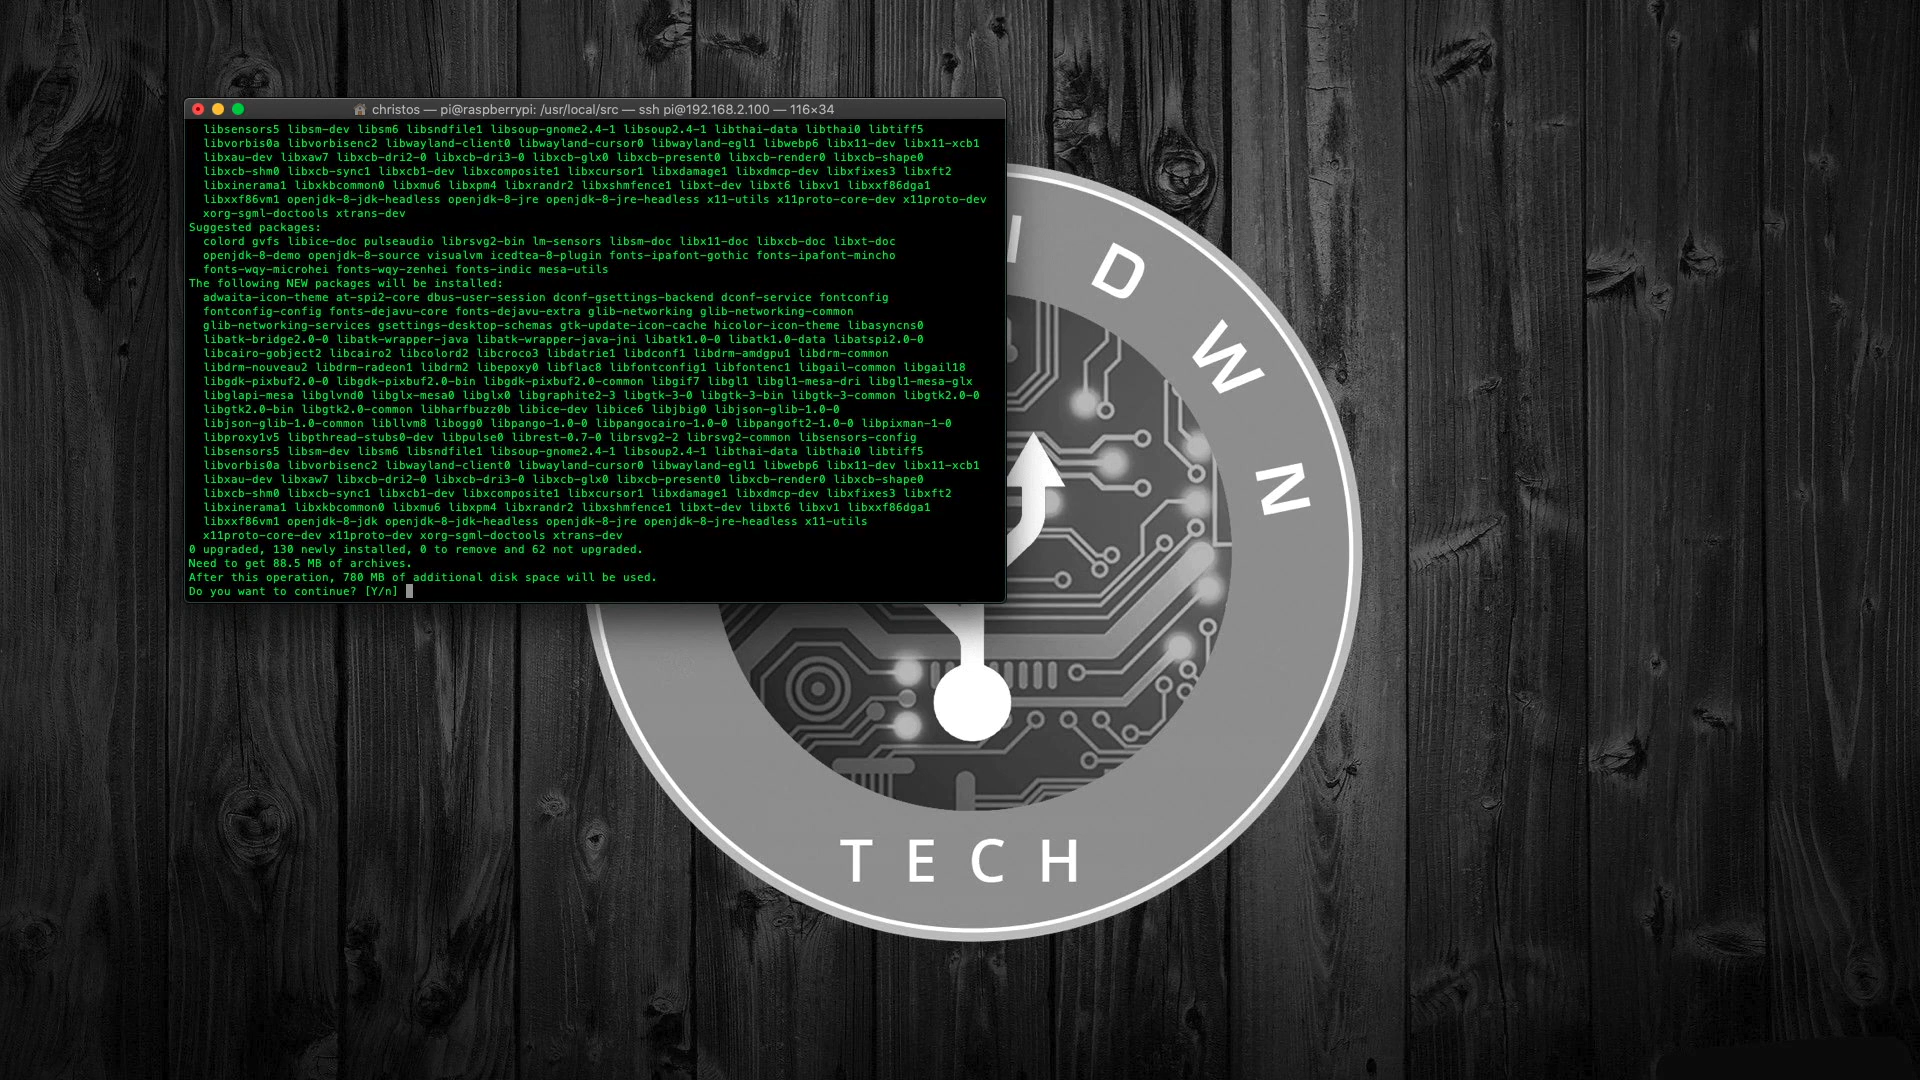 christos — pi@raspberrypi: /usr/local/src — ssh pi@192.168.2.100 — 116×34
libsensors5 libsm-dev libsm6 libsndfile1 libsoup-gnome2.4-1 libsoup2.4-1 libthai-data libthai0 libtiff5
libvorbis0a libvorbisenc2 libwayland-client0 libwayland-cursor0 libwayland-egl1 libwebp6 libx11-dev libx11-xcb1
libxau-dev libxaw7 libxcb-dri2-0 libxcb-dri3-0 libxcb-glx0 libxcb-present0 libxcb-render0 libxcb-shape0
libxcb-shm0 libxcb-sync1 libxcb1-dev libxcomposite1 libxcursor1 libxdamage1 libxdmcp-dev libxfixes3 libxft2
libxinerama1 libxkbcommon0 libxmu6 libxpm4 libxrandr2 libxshmfence1 libxt-dev libxt6 libxv1 libxxf86dga1
libxxf86vm1 openjdk-8-jdk-headless openjdk-8-jre openjdk-8-jre-headless x11-utils x11proto-core-dev x11proto-dev
xorg-sgml-doctools xtrans-dev
Suggested packages:
colord gvfs libice-doc pulseaudio librsvg2-bin lm-sensors libsm-doc libx11-doc libxcb-doc libxt-doc
openjdk-8-demo openjdk-8-source visualvm icedtea-8-plugin fonts-ipafont-gothic fonts-ipafont-mincho
fonts-wqy-microhei fonts-wqy-zenhei fonts-indic mesa-utils
The following NEW packages will be installed:
adwaita-icon-theme at-spi2-core dbus-user-session dconf-gsettings-backend dconf-service fontconfig
fontconfig-config fonts-dejavu-core fonts-dejavu-extra glib-networking glib-networking-common
glib-networking-services gsettings-desktop-schemas gtk-update-icon-cache hicolor-icon-theme libasyncns0
libatk-bridge2.0-0 libatk-wrapper-java libatk-wrapper-java-jni libatk1.0-0 libatk1.0-data libatspi2.0-0
libcairo-gobject2 libcairo2 libcolord2 libcroco3 libdatrie1 libdconf1 libdrm-amdgpu1 libdrm-common
libdrm-nouveau2 libdrm-radeon1 libdrm2 libepoxy0 libflac8 libfontconfig1 libfontenc1 libgail-common libgail18
libgdk-pixbuf2.0-0 libgdk-pixbuf2.0-bin libgdk-pixbuf2.0-common libgif7 libgl1 libgl1-mesa-dri libgl1-mesa-glx
libglapi-mesa libglvnd0 libglx-mesa0 libglx0 libgraphite2-3 libgtk-3-0 libgtk-3-bin libgtk-3-common libgtk2.0-0
libgtk2.0-bin libgtk2.0-common libharfbuzz0b libice-dev libice6 libjbig0 libjson-glib-1.0-0
libjson-glib-1.0-common libllvm8 libogg0 libpango-1.0-0 libpangocairo-1.0-0 libpangoft2-1.0-0 libpixman-1-0
libproxy1v5 libpthread-stubs0-dev libpulse0 librest-0.7-0 librsvg2-2 librsvg2-common libsensors-config
libsensors5 libsm-dev libsm6 libsndfile1 libsoup-gnome2.4-1 libsoup2.4-1 libthai-data libthai0 libtiff5
libvorbis0a libvorbisenc2 libwayland-client0 libwayland-cursor0 libwayland-egl1 libwebp6 libx11-dev libx11-xcb1
libxau-dev libxaw7 libxcb-dri2-0 libxcb-dri3-0 libxcb-glx0 libxcb-present0 libxcb-render0 libxcb-shape0
libxcb-shm0 libxcb-sync1 libxcb1-dev libxcomposite1 libxcursor1 libxdamage1 libxdmcp-dev libxfixes3 libxft2
libxinerama1 libxkbcommon0 libxmu6 libxpm4 libxrandr2 libxshmfence1 libxt-dev libxt6 libxv1 libxxf86dga1
libxxf86vm1 openjdk-8-jdk openjdk-8-jdk-headless openjdk-8-jre openjdk-8-jre-headless x11-utils
x11proto-core-dev x11proto-dev xorg-sgml-doctools xtrans-dev
0 upgraded, 130 newly installed, 0 to remove and 62 not upgraded.
Need to get 88.5 MB of archives.
After this operation, 780 MB of additional disk space will be used.
Do you want to continue? [Y/n]
I D W N
TECH